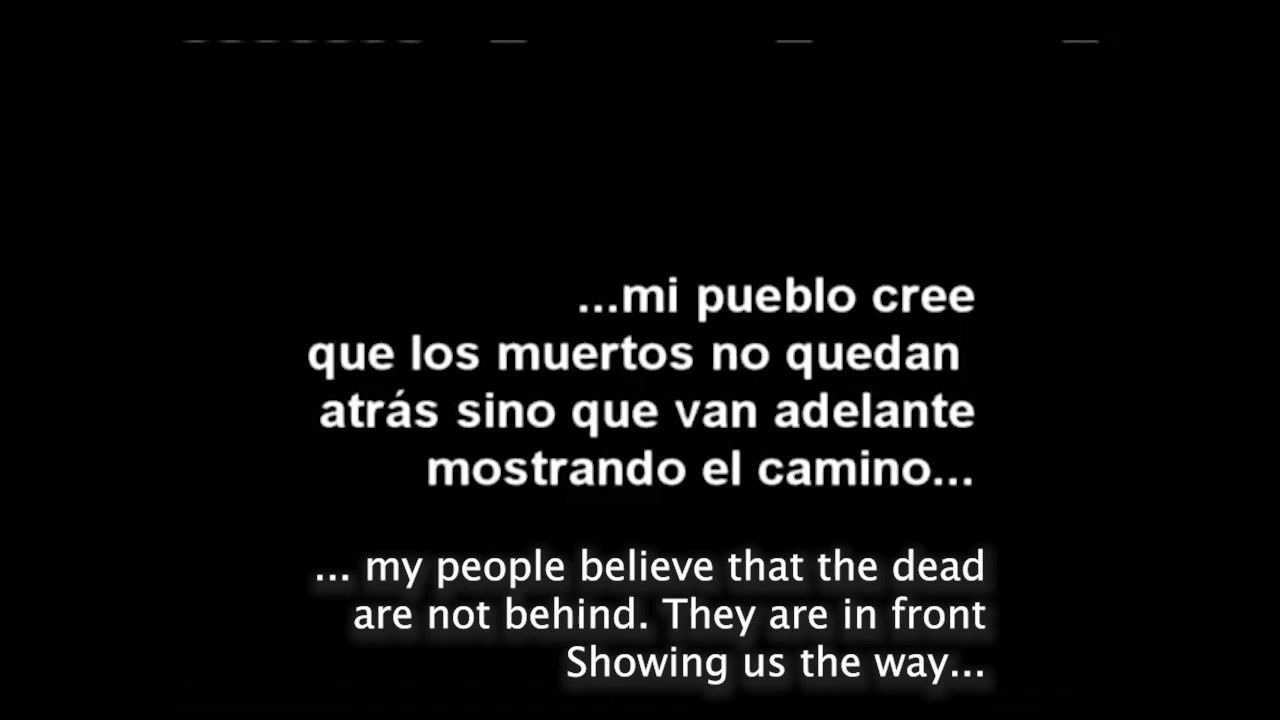 ...mi pueblo cree
que los muertos no quedan
atrás sino que van adelante
mostrando el camino...
... my people believe that the dead
are not behind. They are in front
Showing us the way...